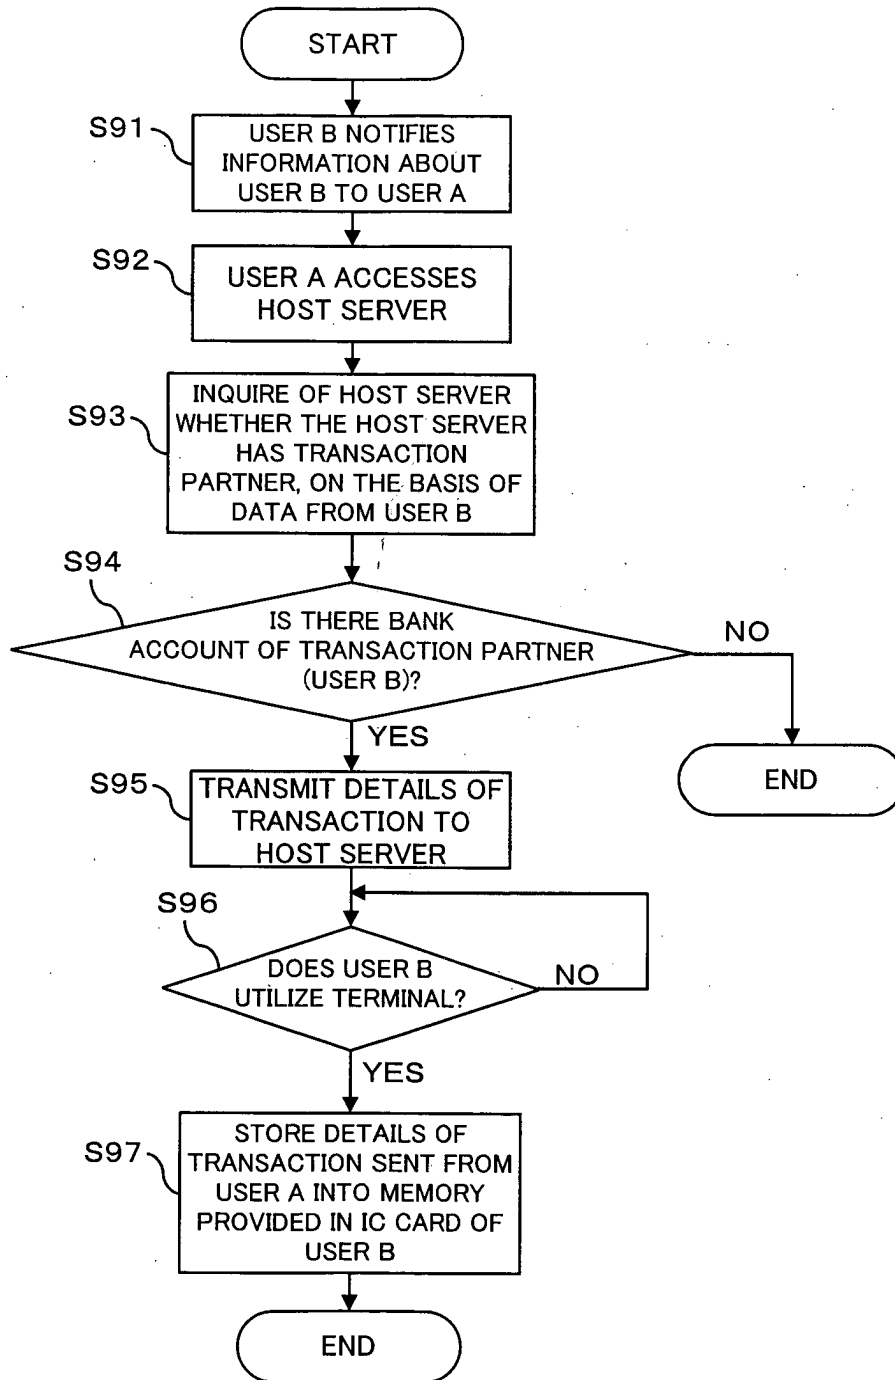 START
S91
USER B NOTIFIES
INFORMATION ABOUT
USER B TO USER A
S92
USER A ACCESSES
HOST SERVER
S93
INQUIRE OF HOST SERVER
WHETHER THE HOST SERVER
HAS TRANSACTION
PARTNER, ON THE BASIS OF
DATA FROM USER B
S94
IS THERE BANK
ACCOUNT OF TRANSACTION PARTNER
(USER B)?
NO
YES
END
S95
TRANSMIT DETAILS OF
TRANSACTION TO
HOST SERVER
S96
DOES USER B
UTILIZE TERMINAL?
NO
YES
S97
STORE DETAILS OF
TRANSACTION SENT FROM
USER A INTO MEMORY
PROVIDED IN IC CARD OF
USER B
END